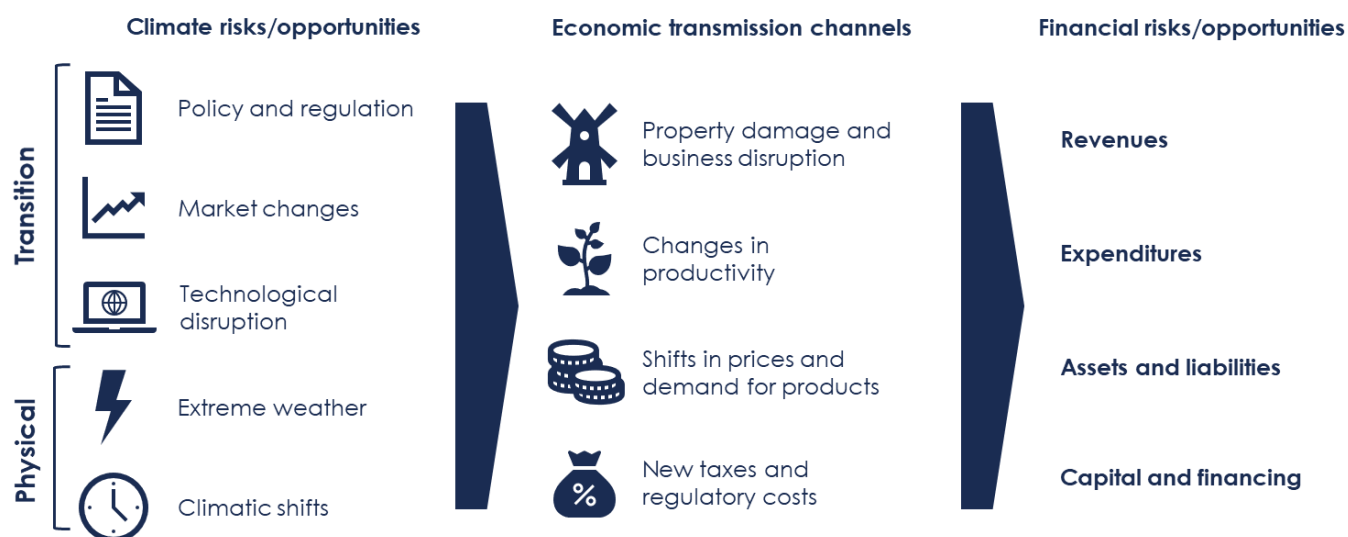 Climate risks/opportunities
Economic transmission channels
Financial risks/opportunities
Transition
Policy and regulation
Market changes
Technological
disruption
Physical
Extreme weather
Climatic shifts
Property damage and
business disruption
Changes in
productivity
Shifts in prices and
demand for products
%
New taxes and
regulatory costs
Revenues
Expenditures
Assets and liabilities
Capital and financing